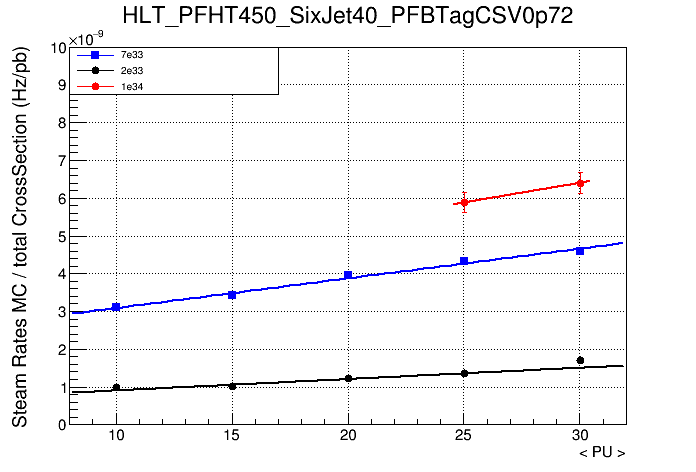 HLT_PFHT450_SixJet40_PFBTagCSV0p72
×10⁻⁹
7e33
2e33
1e34
10
9
8
7
6
5
4
3
2
1
0
Steam Rates MC / total CrossSection (Hz/pb)
10 15 20 25 30
< PU >